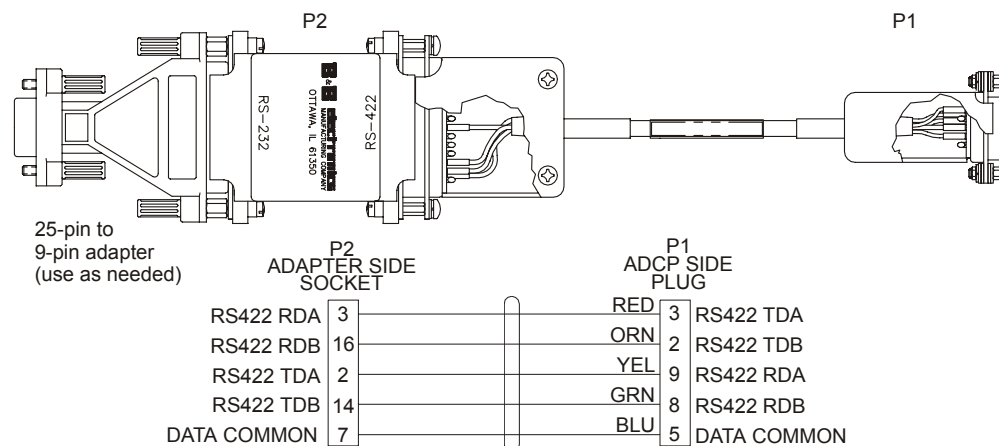 P2
P1
RS-232
B&B electronics
MANUFACTURING COMPANY
OTTAWA, IL 61350
RS-422
25-pin to
9-pin adapter
(use as needed)
P2
ADAPTER SIDE
SOCKET
P1
ADCP SIDE
PLUG
RS422 RDA 3 RED 3 RS422 TDA
RS422 RDB 16 ORN 2 RS422 TDB
RS422 TDA 2 YEL 9 RS422 RDA
RS422 TDB 14 GRN 8 RS422 RDB
DATA COMMON 7 BLU 5 DATA COMMON